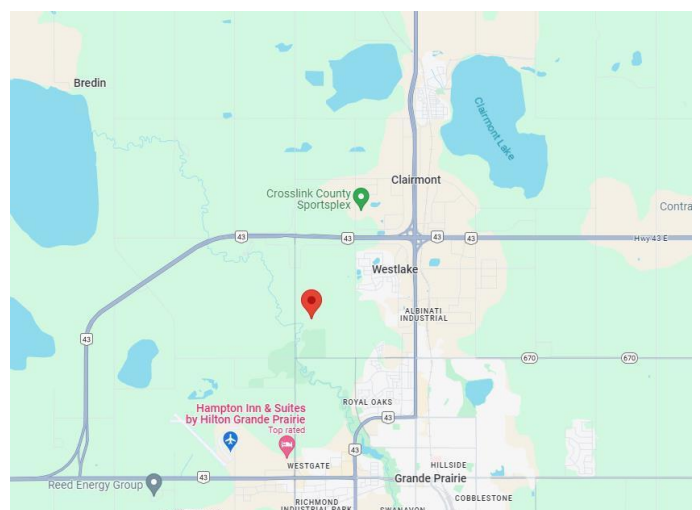 Bredin
Clairmont Lake
Clairmont
Crosslink County
Sportsplex
Contra
43
43
43
43
43
Hwy 43 E
Westlake
ALBINATI
INDUSTRIAL
43
670
670
ROYAL OAKS
Hampton Inn & Suites
by Hilton Grande Prairie
Top rated
43
WESTGATE
HILLSIDE
43
Reed Energy Group
Grande Prairie
RICHMOND
INDUSTRIAL PARK
COBBLESTONE
SWANAVON